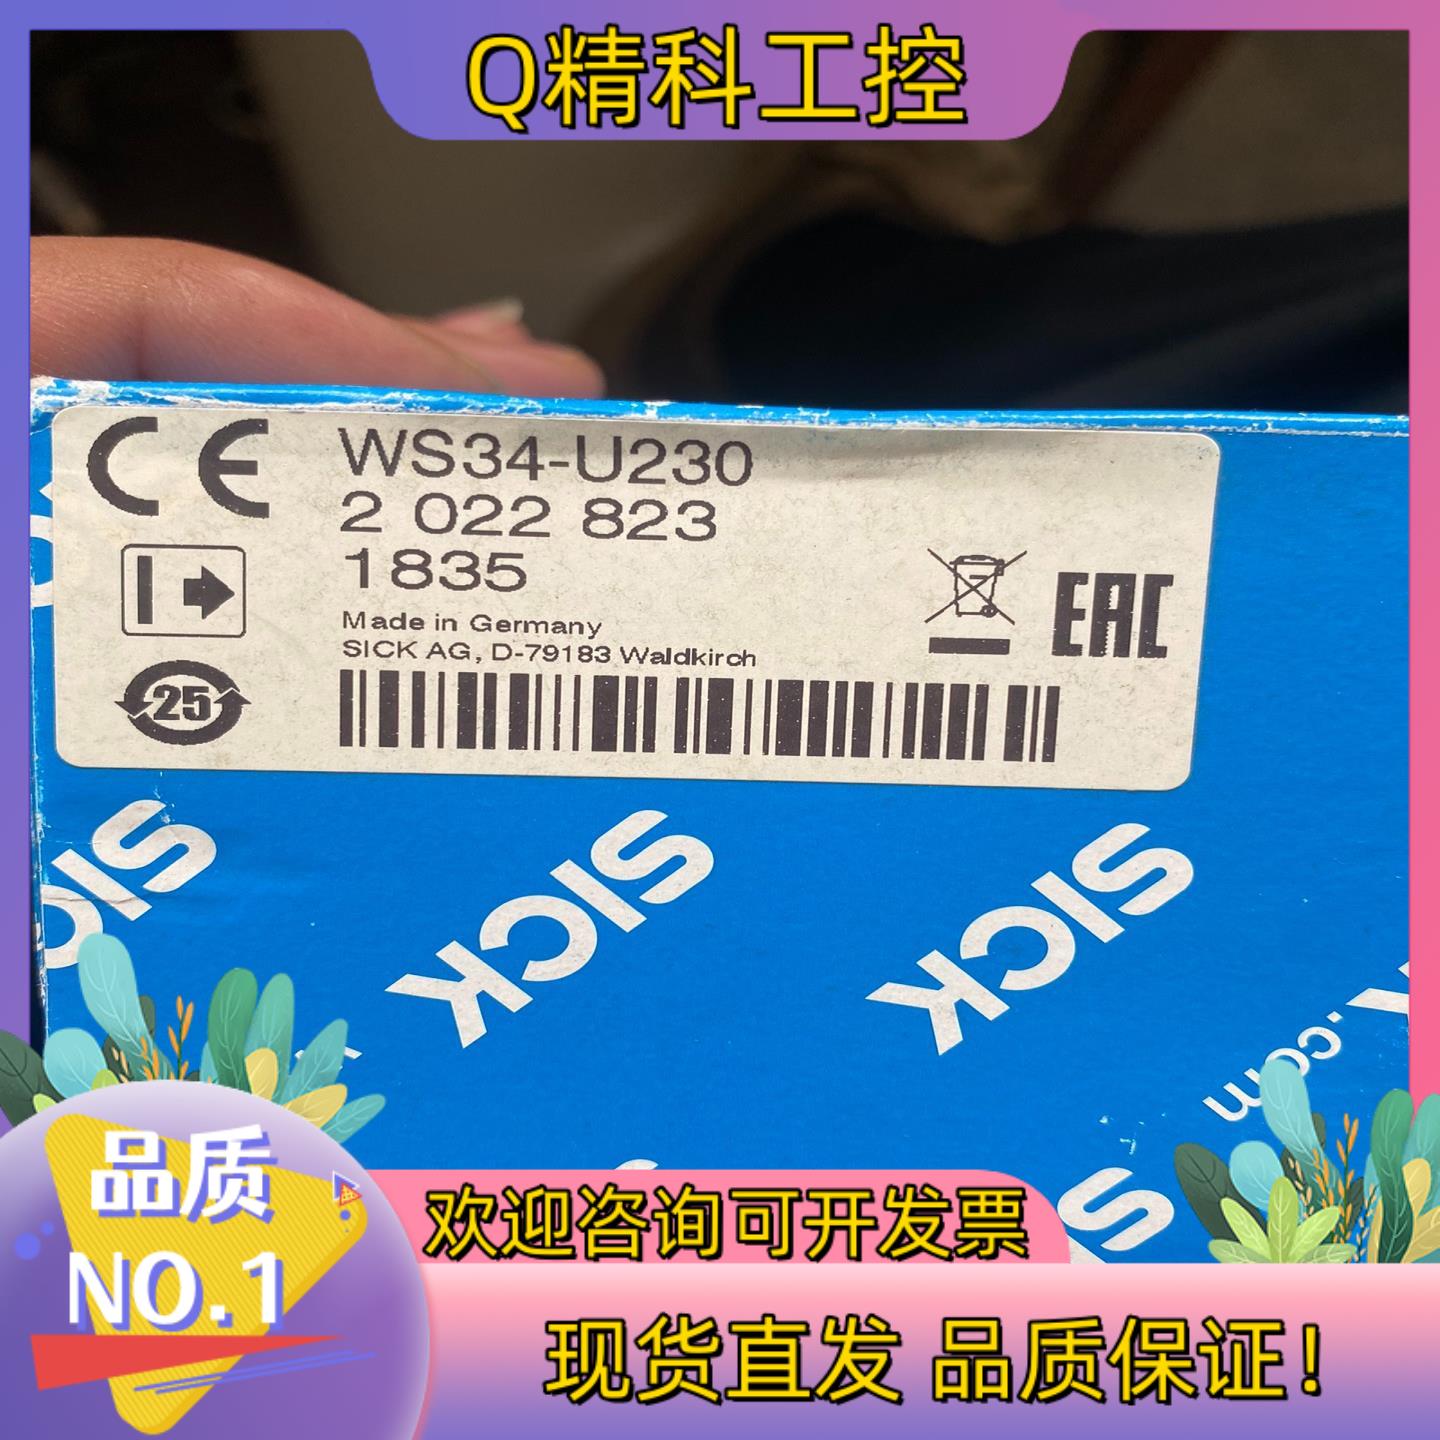 Q精科工控
WS34-U230
2 022 823
1835
Made in Germany
SICK AG, D-79183 Waldkirch
CE
EAC
25
SICK
SICK
SICK
.com
品质
NO.1
欢迎咨询可开发票
现货直发 品质保证!